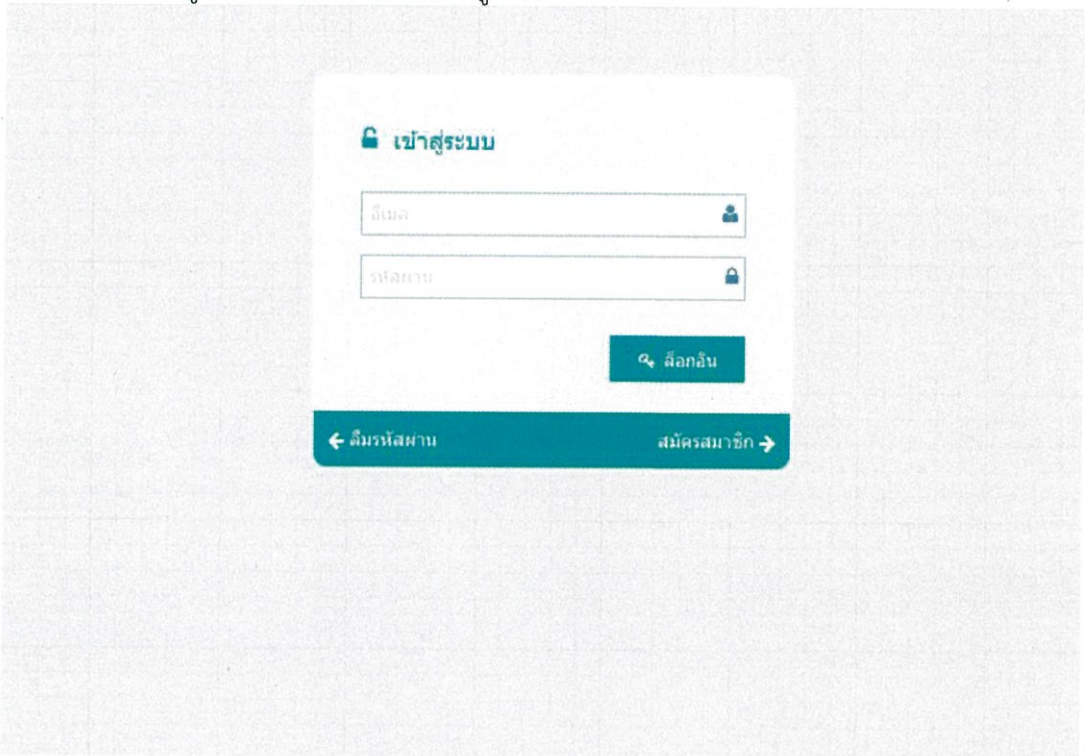 เข้าสู่ระบบ
อีเมล
รหัสผ่าน
ล็อกอิน
ลืมรหัสผ่าน
สมัครสมาชิก